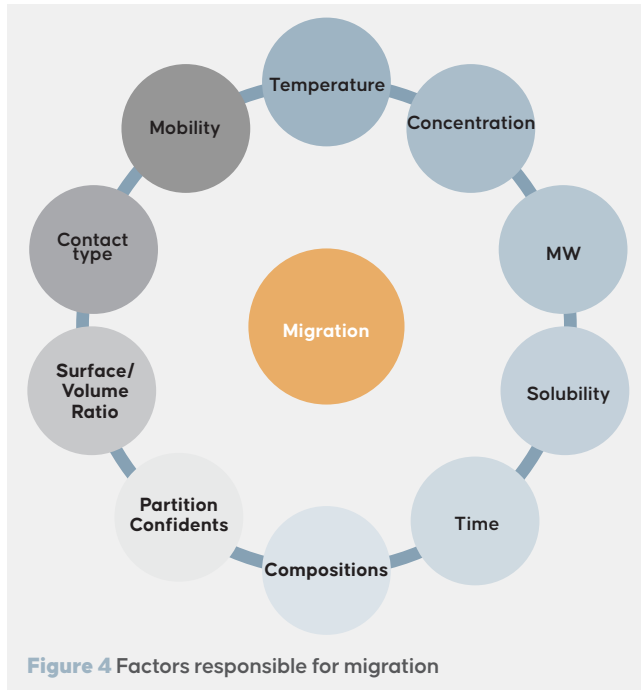 Temperature
Concentration
MW
Solubility
Time
Compositions
Partition
Confidents
Surface/
Volume
Ratio
Contact
type
Mobility
Migration
Figure 4 Factors responsible for migration